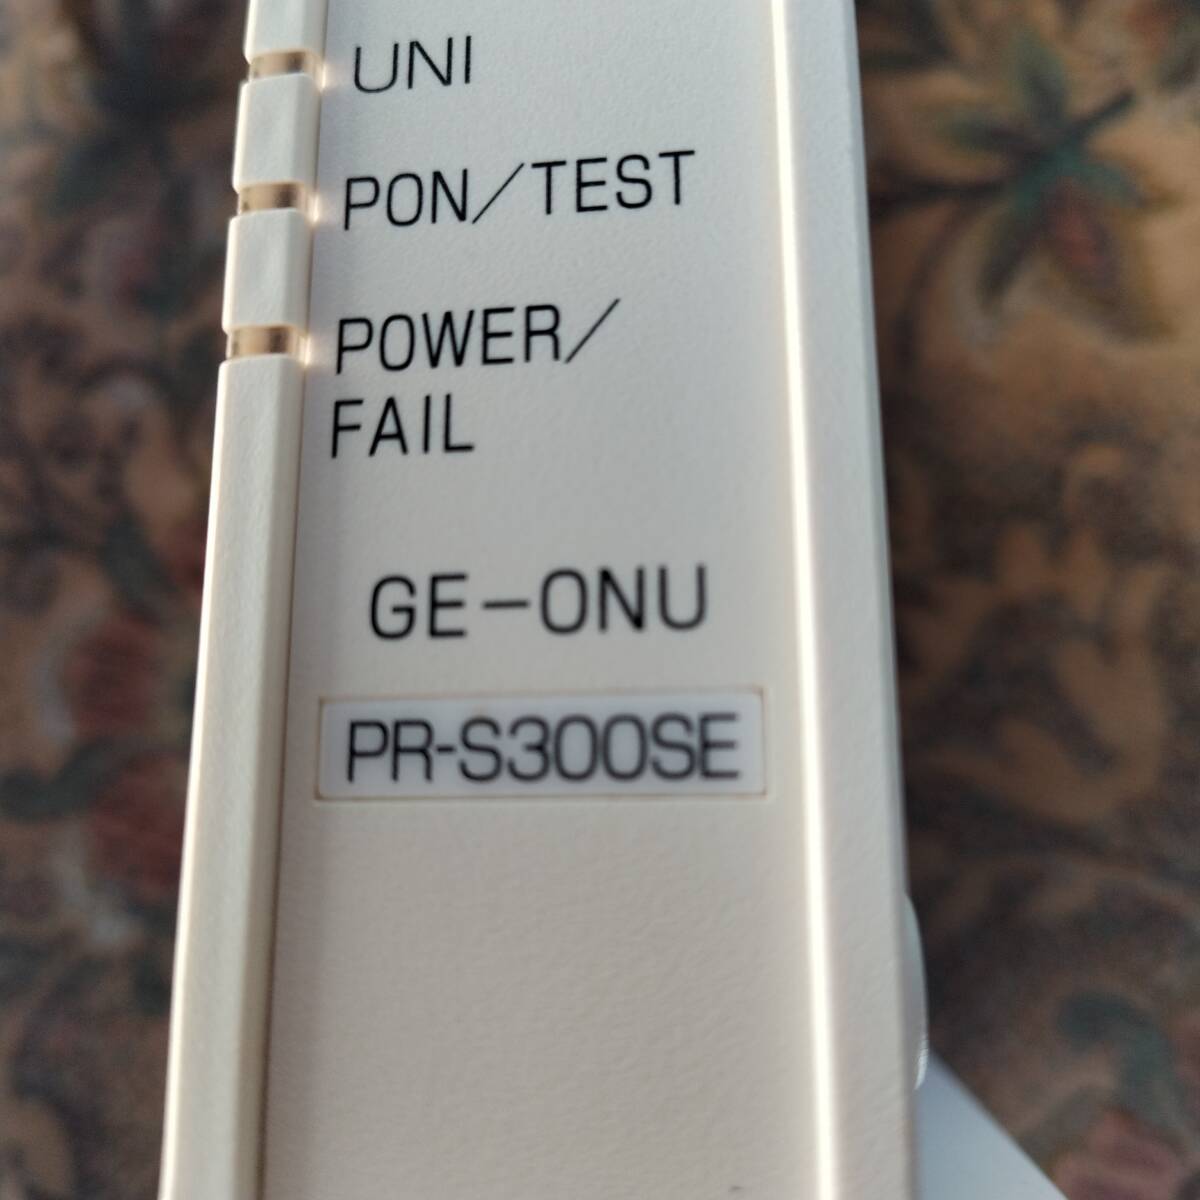 UNI
PON/TEST
POWER/
FAIL
GE-ONU
PR-S300SE